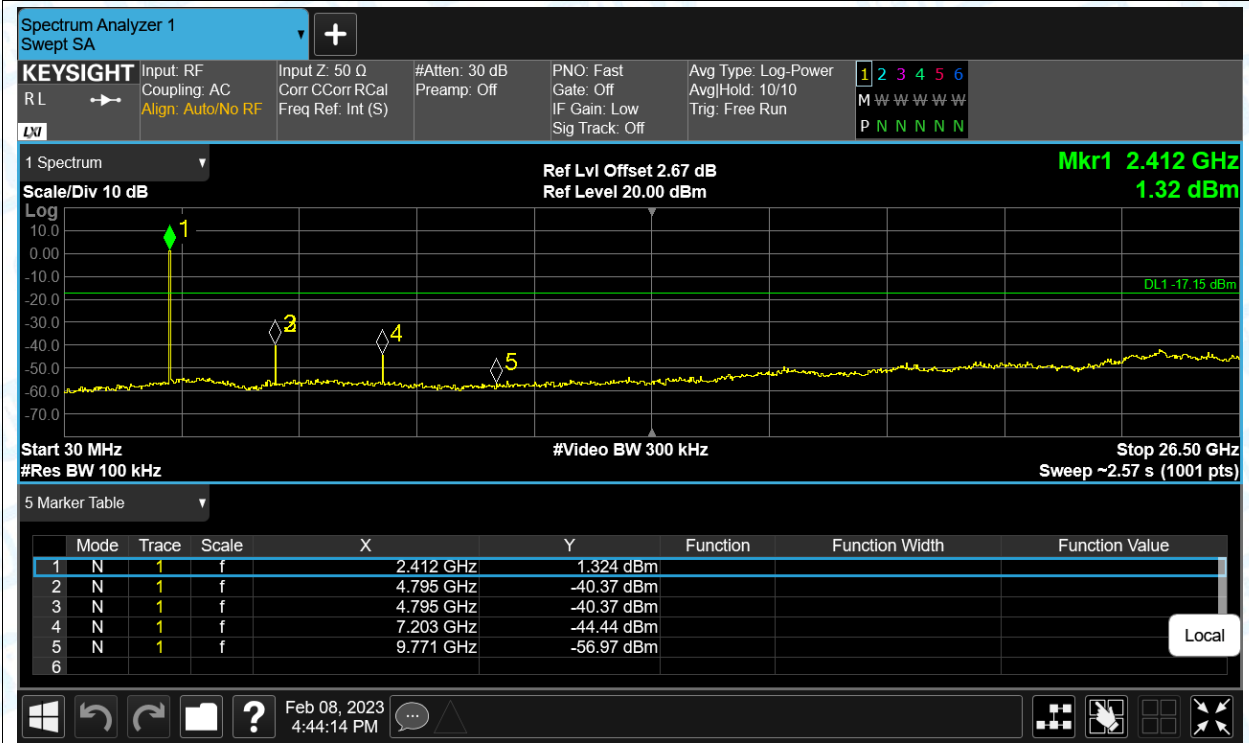 Spectrum Analyzer 1
Swept SA
+
KEYSIGHT
R L
LXI
Input: RF
Coupling: AC
Align: Auto/No RF
Input Z: 50 Ω
Corr CCorr RCal
Freq Ref: Int (S)
#Atten: 30 dB
Preamp: Off
PNO: Fast
Gate: Off
IF Gain: Low
Sig Track: Off
Avg Type: Log-Power
Avg|Hold: 10/10
Trig: Free Run
1 2 3 4 5 6
M W W W W W
P N N N N N
1 Spectrum
Scale/Div 10 dB
Ref Lvl Offset 2.67 dB
Ref Level 20.00 dBm
Mkr1 2.412 GHz
1.32 dBm
Log
10.0
0.00
-10.0
-20.0
-30.0
-40.0
-50.0
-60.0
-70.0
1
3
4
5
DL1 -17.15 dBm
Start 30 MHz
#Res BW 100 kHz
#Video BW 300 kHz
Stop 26.50 GHz
Sweep ~2.57 s (1001 pts)
5 Marker Table
Mode Trace Scale X Y Function Function Width Function Value
1 N 1 f 2.412 GHz 1.324 dBm
2 N 1 f 4.795 GHz -40.37 dBm
3 N 1 f 4.795 GHz -40.37 dBm
4 N 1 f 7.203 GHz -44.44 dBm
5 N 1 f 9.771 GHz -56.97 dBm
6
Local
?
Feb 08, 2023
4:44:14 PM